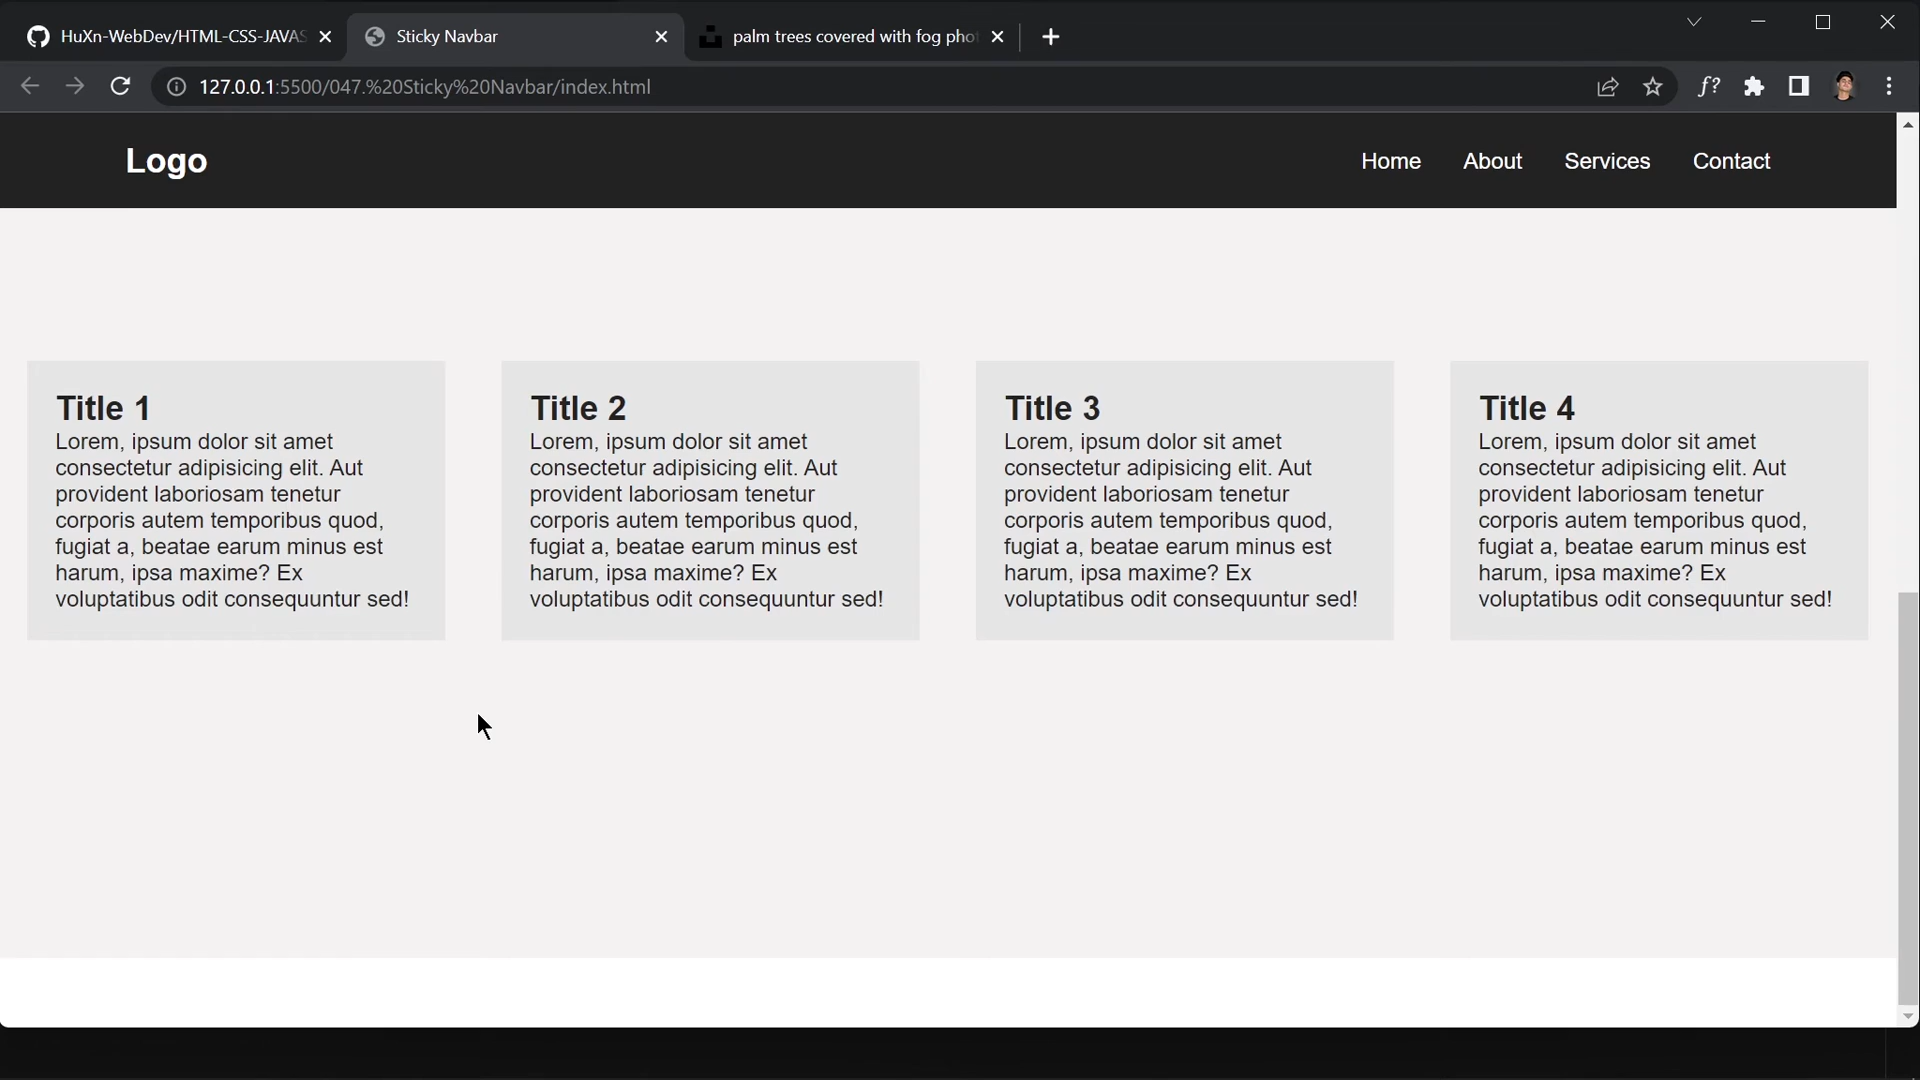 HuXn-WebDev/HTML-CSS-JAVAS
Sticky Navbar
palm trees covered with fog pho
127.0.0.1:5500/047.%20Sticky%20Navbar/index.html
f?
Logo
Home
About
Services
Contact
Title 1
Lorem, ipsum dolor sit amet
consectetur adipisicing elit. Aut
provident laboriosam tenetur
corporis autem temporibus quod,
fugiat a, beatae earum minus est
harum, ipsa maxime? Ex
voluptatibus odit consequuntur sed!
Title 2
Lorem, ipsum dolor sit amet
consectetur adipisicing elit. Aut
provident laboriosam tenetur
corporis autem temporibus quod,
fugiat a, beatae earum minus est
harum, ipsa maxime? Ex
voluptatibus odit consequuntur sed!
Title 3
Lorem, ipsum dolor sit amet
consectetur adipisicing elit. Aut
provident laboriosam tenetur
corporis autem temporibus quod,
fugiat a, beatae earum minus est
harum, ipsa maxime? Ex
voluptatibus odit consequuntur sed!
Title 4
Lorem, ipsum dolor sit amet
consectetur adipisicing elit. Aut
provident laboriosam tenetur
corporis autem temporibus quod,
fugiat a, beatae earum minus est
harum, ipsa maxime? Ex
voluptatibus odit consequuntur sed!